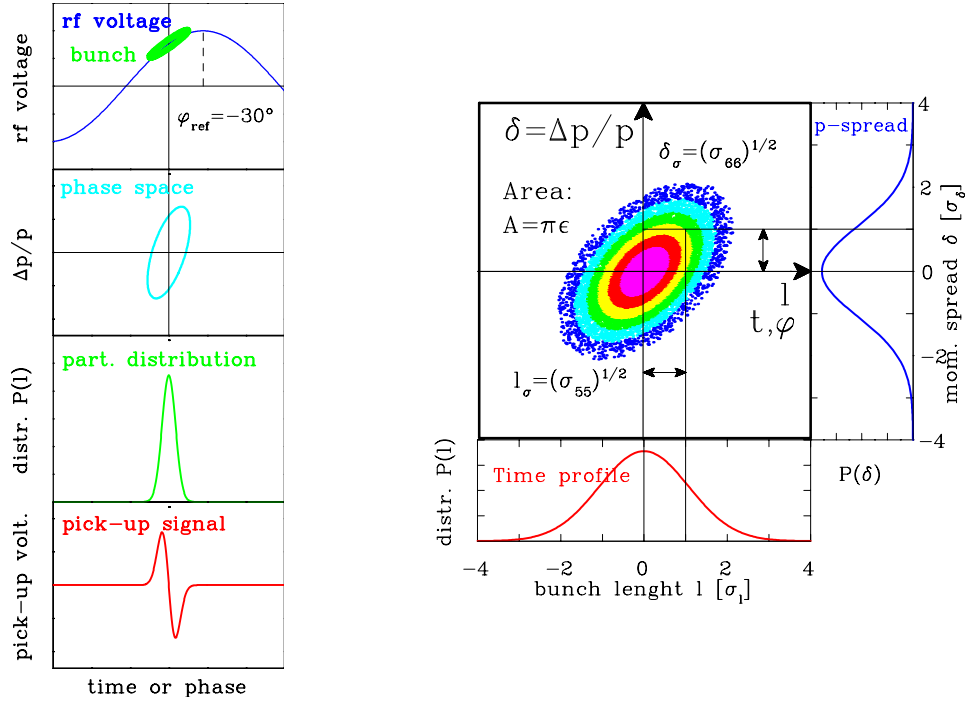 rf voltage
bunch
φref=−30°
rf voltage
phase space
Δp/p
part. distribution
distr. P(l)
pick−up signal
pick−up volt.
time or phase
δ=Δp/p
δσ=(σ66)1/2
Area:
A=πϵ
l
t,φ
lσ=(σ55)1/2
p−spread
4
2
0
−2
−4
mom. spread δ [σδ]
P(δ)
distr. P(l)
Time profile
−4 −2 0 2 4
bunch lenght l [σl]